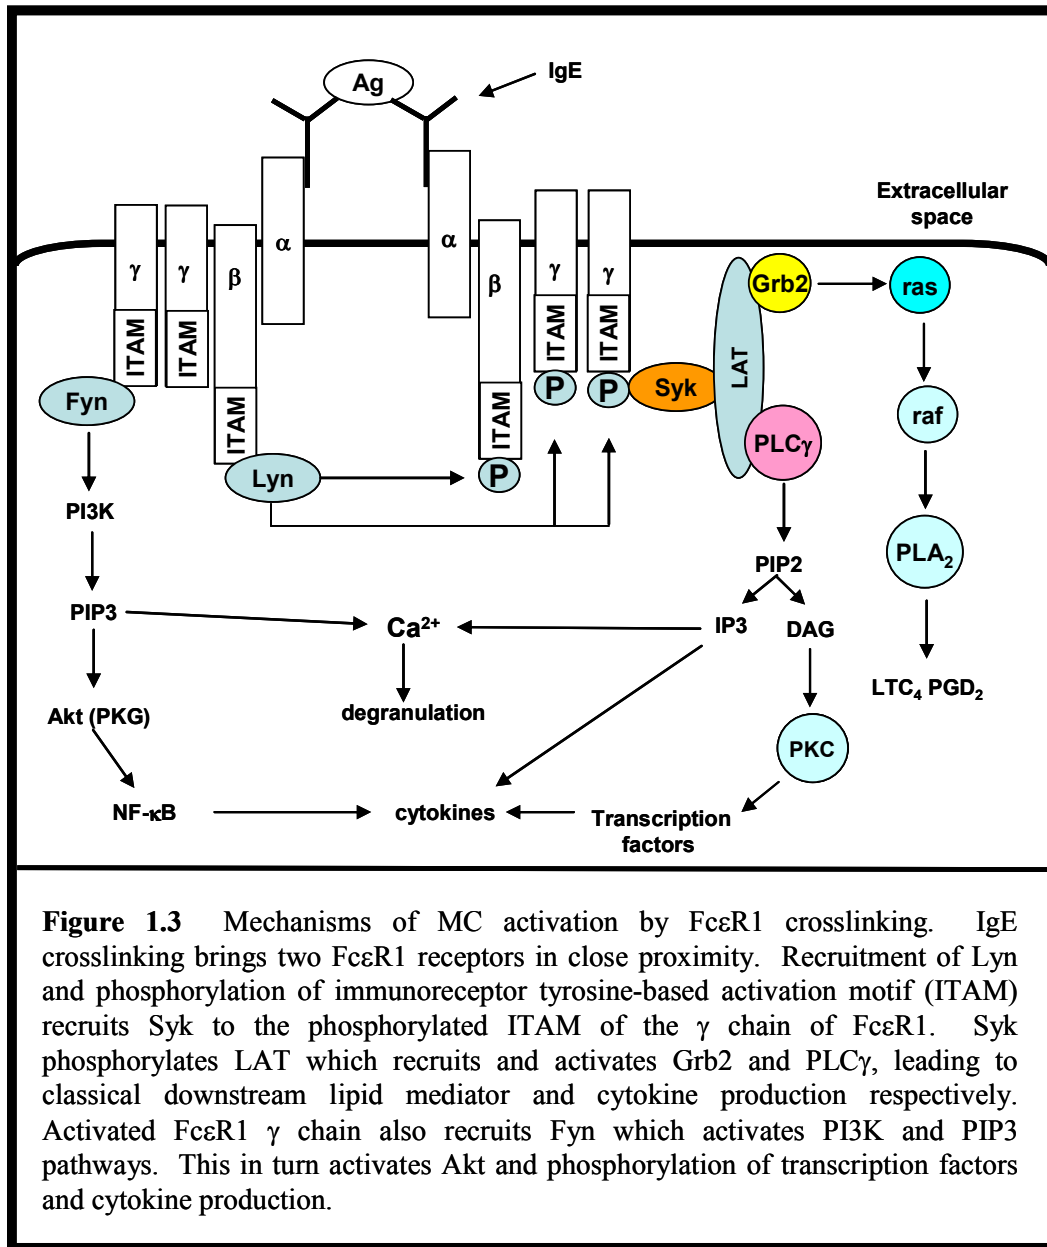 Ag
IgE
Extracellular
space
α
α
γ
γ
β
β
γ
γ
ITAM
ITAM
ITAM
ITAM
ITAM
ITAM
P
P
P
Fyn
Lyn
Syk
LAT
Grb2
PLCγ
ras
raf
PLA₂
LTC₄ PGD₂
PI3K
PIP3
Akt (PKG)
NF-κB
Ca²⁺
degranulation
cytokines
PIP2
IP3
DAG
PKC
Transcription
factors
Figure 1.3 Mechanisms of MC activation by FcεR1 crosslinking. IgE
crosslinking brings two FcεR1 receptors in close proximity. Recruitment of Lyn
and phosphorylation of immunoreceptor tyrosine-based activation motif (ITAM)
recruits Syk to the phosphorylated ITAM of the γ chain of FcεR1. Syk
phosphorylates LAT which recruits and activates Grb2 and PLCγ, leading to
classical downstream lipid mediator and cytokine production respectively.
Activated FcεR1 γ chain also recruits Fyn which activates PI3K and PIP3
pathways. This in turn activates Akt and phosphorylation of transcription factors
and cytokine production.